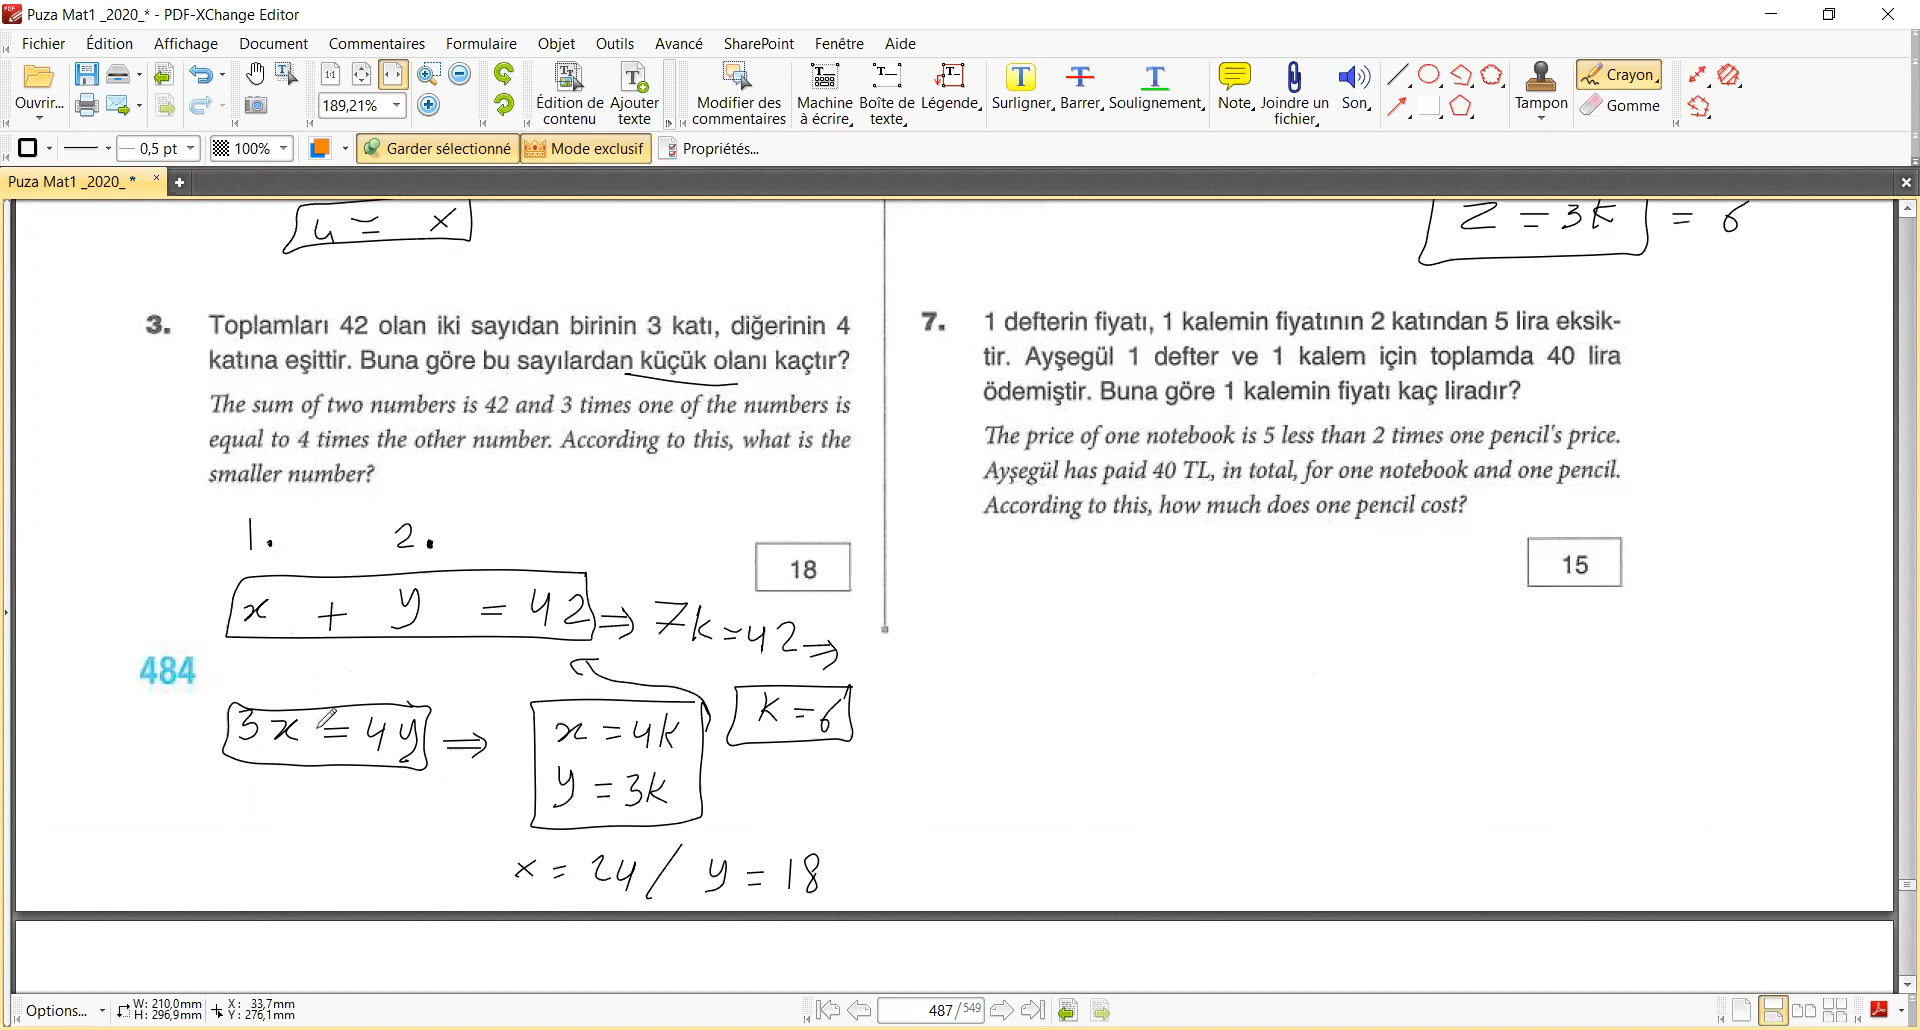 Puza Mat1 _2020_* - PDF-XChange Editor
Fichier Édition Affichage Document Commentaires Formulaire Objet Outils Avancé SharePoint Fenêtre Aide
Ouvrir... 189,21% Édition de contenu Ajouter texte Modifier des commentaires Machine à écrire Boîte de texte Légende Surligner Barrer Soulignement Note Joindre un fichier Son Tampon Crayon Gomme
0,5 pt 100% Garder sélectionné Mode exclusif Propriétés...
Puza Mat1 _2020_ *
4 = x
Z = 3k = 6
3. Toplamları 42 olan iki sayıdan birinin 3 katı, diğerinin 4
katına eşittir. Buna göre bu sayılardan küçük olanı kaçtır?
The sum of two numbers is 42 and 3 times one of the numbers is
equal to 4 times the other number. According to this, what is the
smaller number?
18
1. 2.
x + y = 42 ⇒ 7k = 42 ⇒
k = 6
3x = 4y ⇒ x = 4k
y = 3k
x = 24 / y = 18
484
7. 1 defterin fiyatı, 1 kalemin fiyatının 2 katından 5 lira eksik-
tir. Ayşegül 1 defter ve 1 kalem için toplamda 40 lira
ödemiştir. Buna göre 1 kalemin fiyatı kaç liradır?
The price of one notebook is 5 less than 2 times one pencil's price.
Ayşegül has paid 40 TL, in total, for one notebook and one pencil.
According to this, how much does one pencil cost?
15
Options... W: 210,0mm X: 33,7mm 487/549
H: 296,9mm Y: 276,1mm